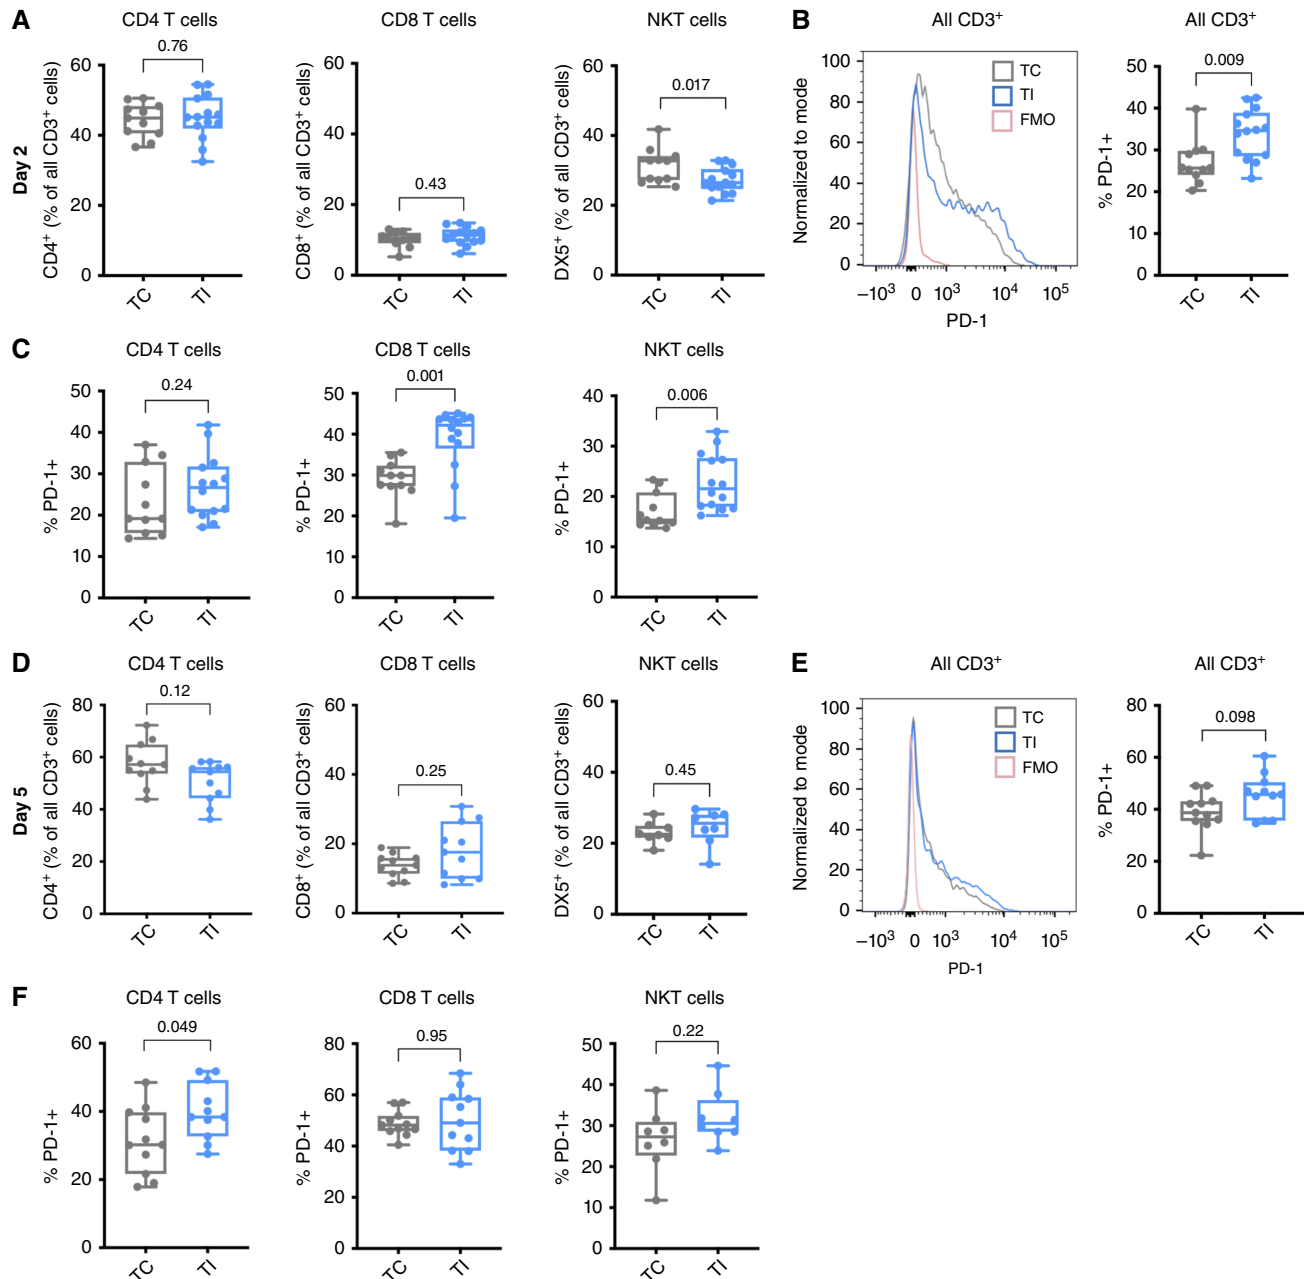 A
CD4 T cells
CD8 T cells
NKT cells
B
All CD3⁺
All CD3⁺
Day 2
CD4⁺ (% of all CD3⁺ cells)
60
40
20
0
0.76
TC
TI
CD8⁺ (% of all CD3⁺ cells)
60
40
20
0
0.43
TC
TI
DX5⁺ (% of all CD3⁺ cells)
60
40
20
0
0.017
TC
TI
Normalized to mode
100
80
60
40
20
0
TC
TI
FMO
−10³ 0 10³ 10⁴ 10⁵
PD-1
% PD-1+
50
40
30
20
10
0
0.009
TC
TI
C
CD4 T cells
CD8 T cells
NKT cells
% PD-1+
50
40
30
20
10
0
0.24
TC
TI
% PD-1+
50
40
30
20
10
0
0.001
TC
TI
% PD-1+
40
30
20
10
0
0.006
TC
TI
D
CD4 T cells
CD8 T cells
NKT cells
E
All CD3⁺
All CD3⁺
Day 5
CD4⁺ (% of all CD3⁺ cells)
80
60
40
20
0
0.12
TC
TI
CD8⁺ (% of all CD3⁺ cells)
60
40
20
0
0.25
TC
TI
DX5⁺ (% of all CD3⁺ cells)
60
40
20
0
0.45
TC
TI
Normalized to mode
100
80
60
40
20
0
TC
TI
FMO
−10³ 0 10³ 10⁴ 10⁵
PD-1
% PD-1+
80
60
40
20
0
0.098
TC
TI
F
CD4 T cells
CD8 T cells
NKT cells
% PD-1+
60
40
20
0
0.049
TC
TI
% PD-1+
80
60
40
20
0
0.95
TC
TI
% PD-1+
50
40
30
20
10
0
0.22
TC
TI